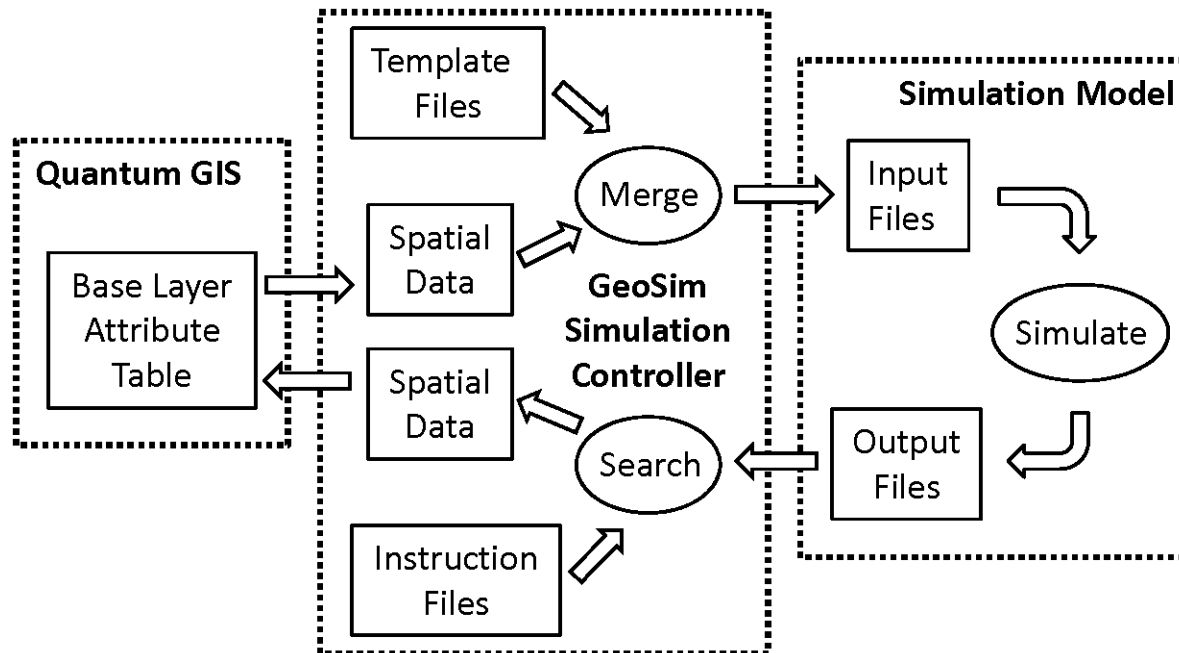 Quantum GIS
Base Layer
Attribute
Table
Template
Files
Spatial
Data
Merge
GeoSim
Simulation
Controller
Spatial
Data
Search
Instruction
Files
Simulation Model
Input
Files
Simulate
Output
Files